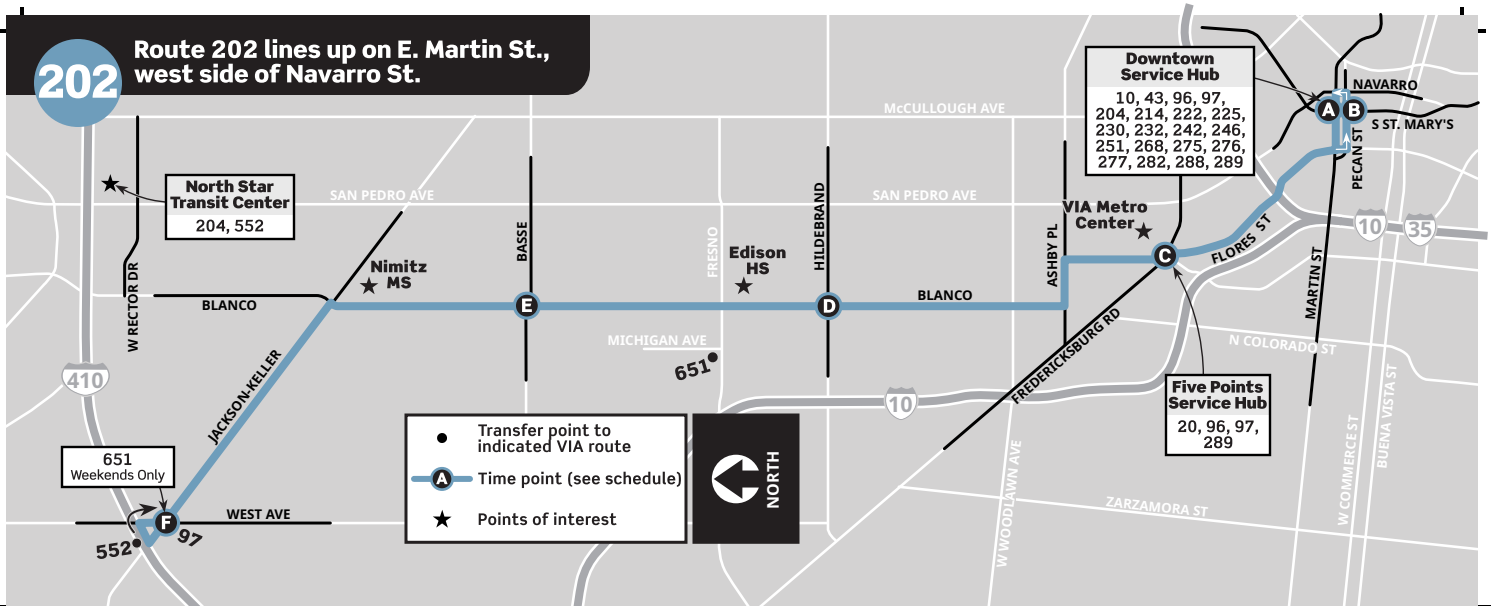 202
Route 202 lines up on E. Martin St.,
west side of Navarro St.
Downtown
Service Hub
10, 43, 96, 97,
204, 214, 222, 225,
230, 232, 242, 246,
251, 268, 275, 276,
277, 282, 288, 289
NAVARRO
A
B
S ST. MARY'S
PECAN ST
McCULLOUGH AVE
North Star
Transit Center
204, 552
SAN PEDRO AVE
SAN PEDRO AVE
W RECTOR DR
BASSE
FRESNO
HILDEBRAND
ASHBY PL
VIA Metro
Center
Nimitz
MS
Edison
HS
C
FLORES ST
10
35
MARTIN ST
BLANCO
E
D
BLANCO
MICHIGAN AVE
651
FREDERICKSBURG RD
N COLORADO ST
410
JACKSON-KELLER
10
Five Points
Service Hub
20, 96, 97,
289
BUENA VISTA ST
W COMMERCE ST
W WOODLAWN AVE
ZARZAMORA ST
651
Weekends Only
F
WEST AVE
97
552
Transfer point to
indicated VIA route
A
Time point (see schedule)
Points of interest
NORTH